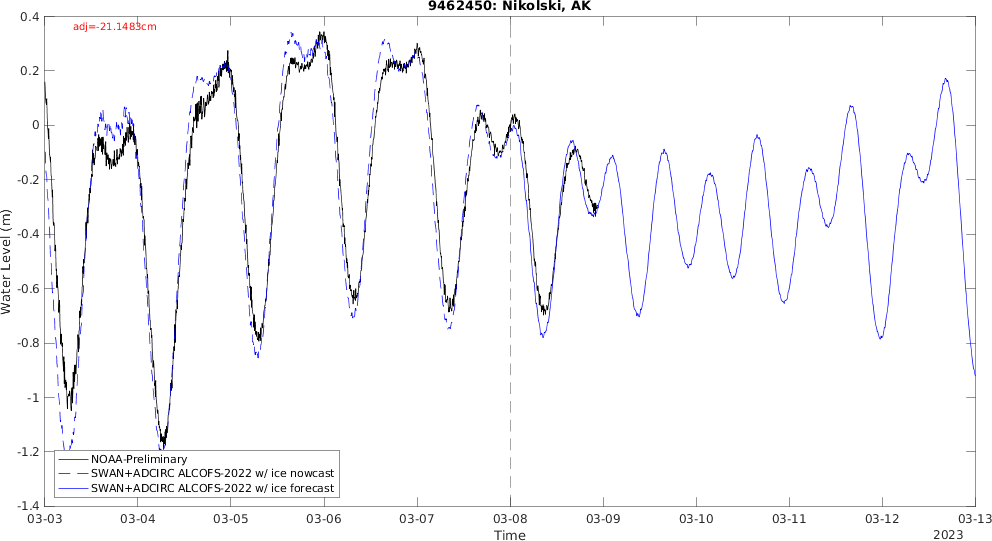 9462450: Nikolski, AK
adj=-21.1483cm
0.4
0.2
0
-0.2
-0.4
-0.6
-0.8
-1
-1.2
-1.4
Water Level (m)
NOAA-Preliminary
SWAN+ADCIRC ALCOFS-2022 w/ ice nowcast
SWAN+ADCIRC ALCOFS-2022 w/ ice forecast
03-03 03-04 03-05 03-06 03-07 03-08 03-09 03-10 03-11 03-12 03-13
Time
2023